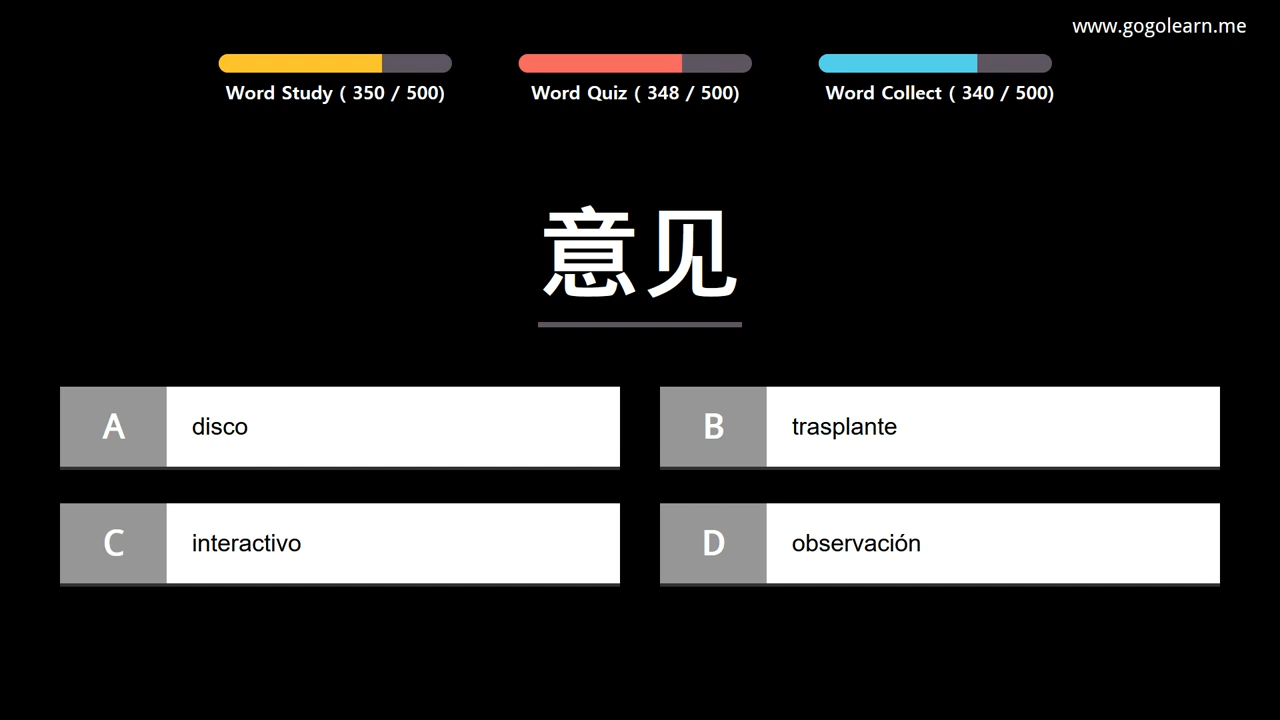 www.gogolearn.me
Word Study ( 350 / 500)
Word Quiz ( 348 / 500)
Word Collect ( 340 / 500)
意见
A disco
B trasplante
C interactivo
D observación